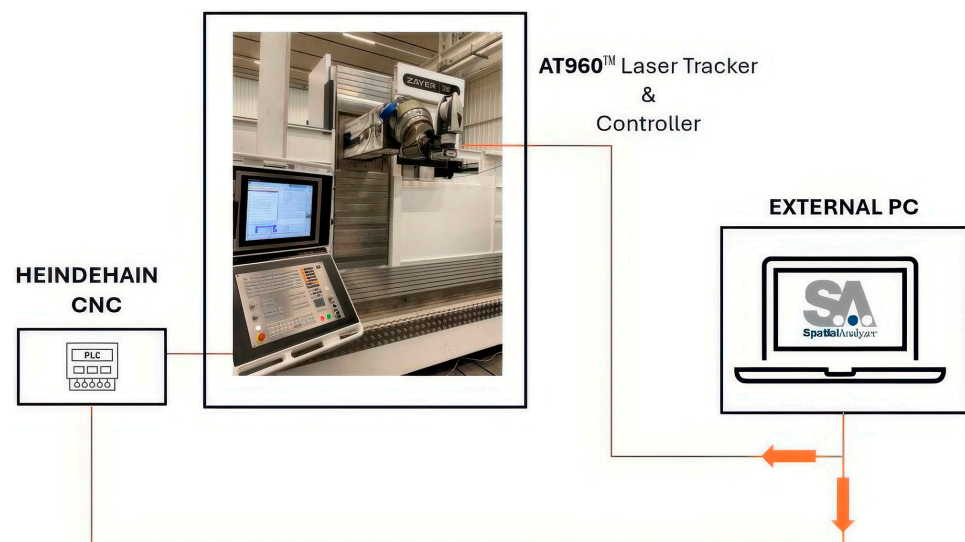 AT960™ Laser Tracker
&
Controller
ZAYER
EXTERNAL PC
HEINDEHAIN
CNC
PLC
SA
SpatialAnalyzer